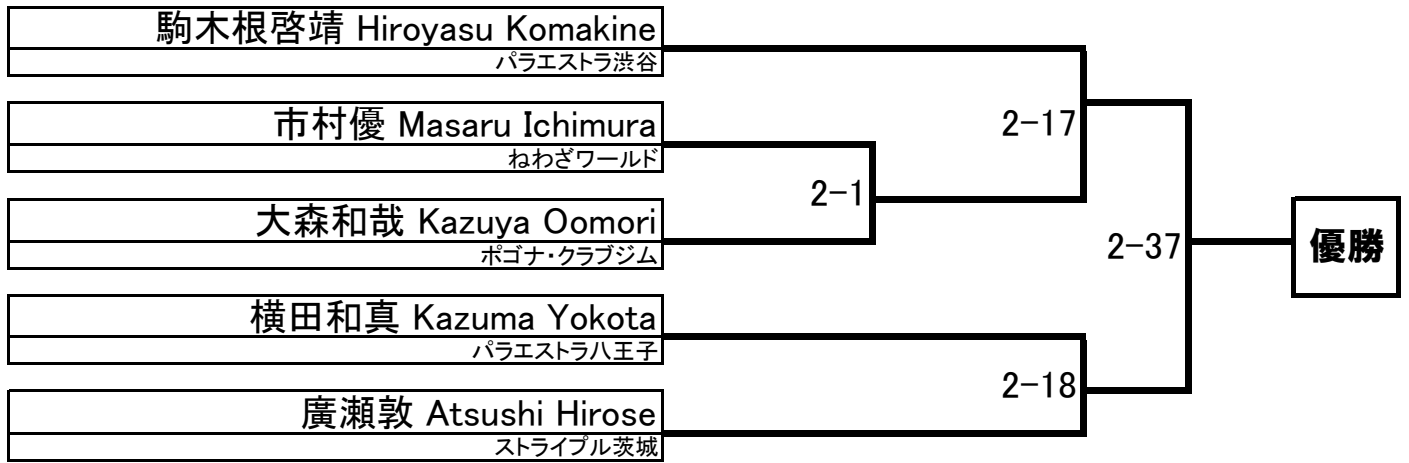 駒木根啓靖 Hiroyasu Komakine
パラエストラ渋谷
市村優 Masaru Ichimura
ねわざワールド
大森和哉 Kazuya Oomori
ポゴナ・クラブジム
横田和真 Kazuma Yokota
パラエストラ八王子
廣瀬敦 Atsushi Hirose
ストライプル茨城
2-1
2-17
2-18
2-37
優勝